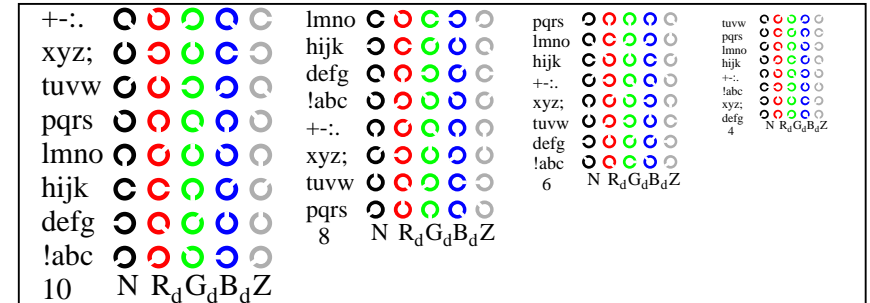 +-:.
xyz;
tuvw
pqrs
lmno
hijk
defg
!abc
10 N RdGdBdZ
lmno
hijk
defg
!abc
+-:.
xyz;
tuvw
pqrs
8 N RdGdBdZ
pqrs
lmno
hijk
+-:.
xyz;
tuvw
defg
!abc
6 N RdGdBdZ
tuvw
pqrs
lmno
hijk
+-:.
!abc
xyz;
defg
4 N RdGdBdZ